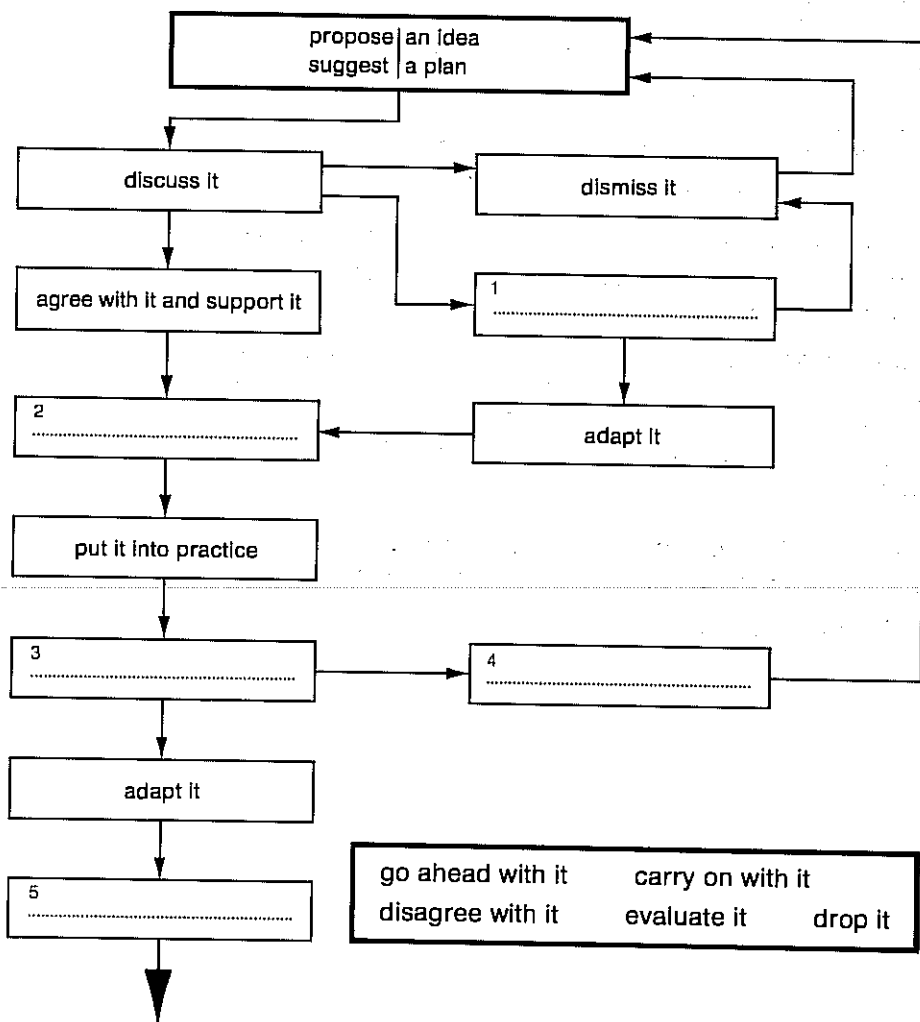 propose an idea
suggest a plan
discuss it
dismiss it
agree with it and support it
1
2
adapt it
put it into practice
3
4
adapt it
5
go ahead with it carry on with it
disagree with it evaluate it drop it